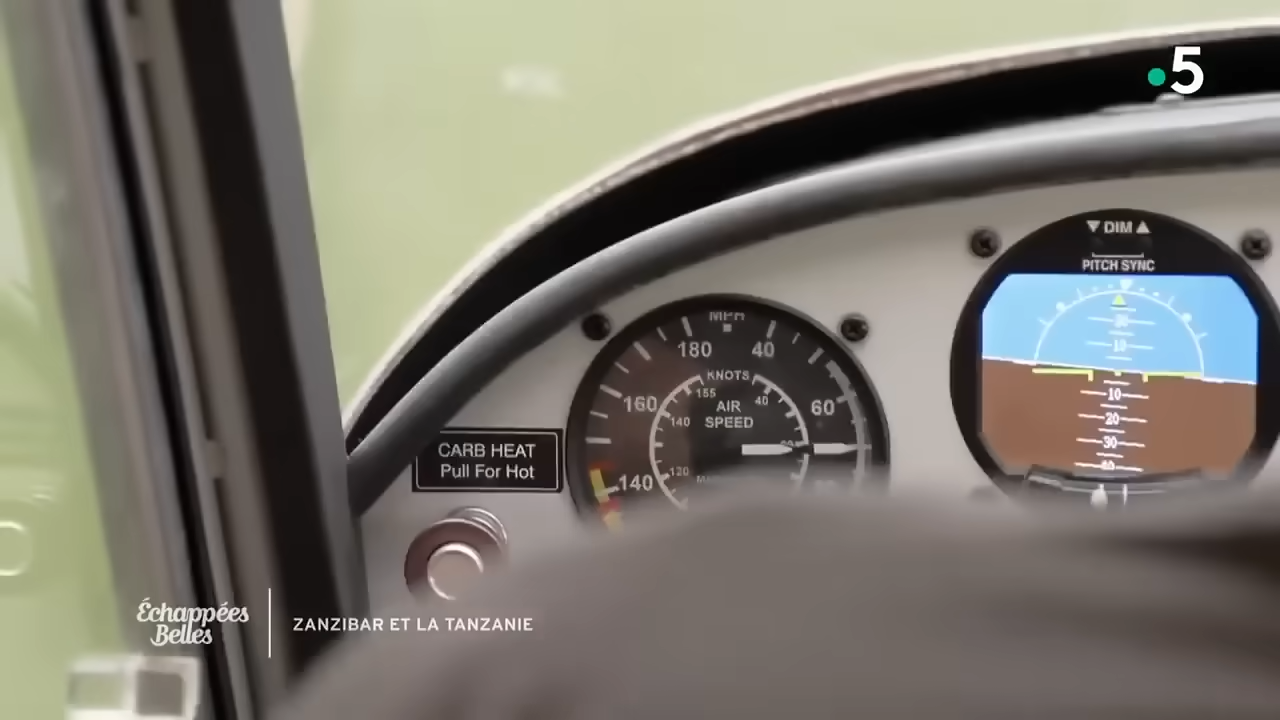 5
▼ DIM ▲
PITCH SYNC
MPH
180 40
KNOTS
155 40
AIR
SPEED
160 60
140
140
120
10
10
20
30
40
CARB HEAT
Pull For Hot
Échappées
Belles
ZANZIBAR ET LA TANZANIE